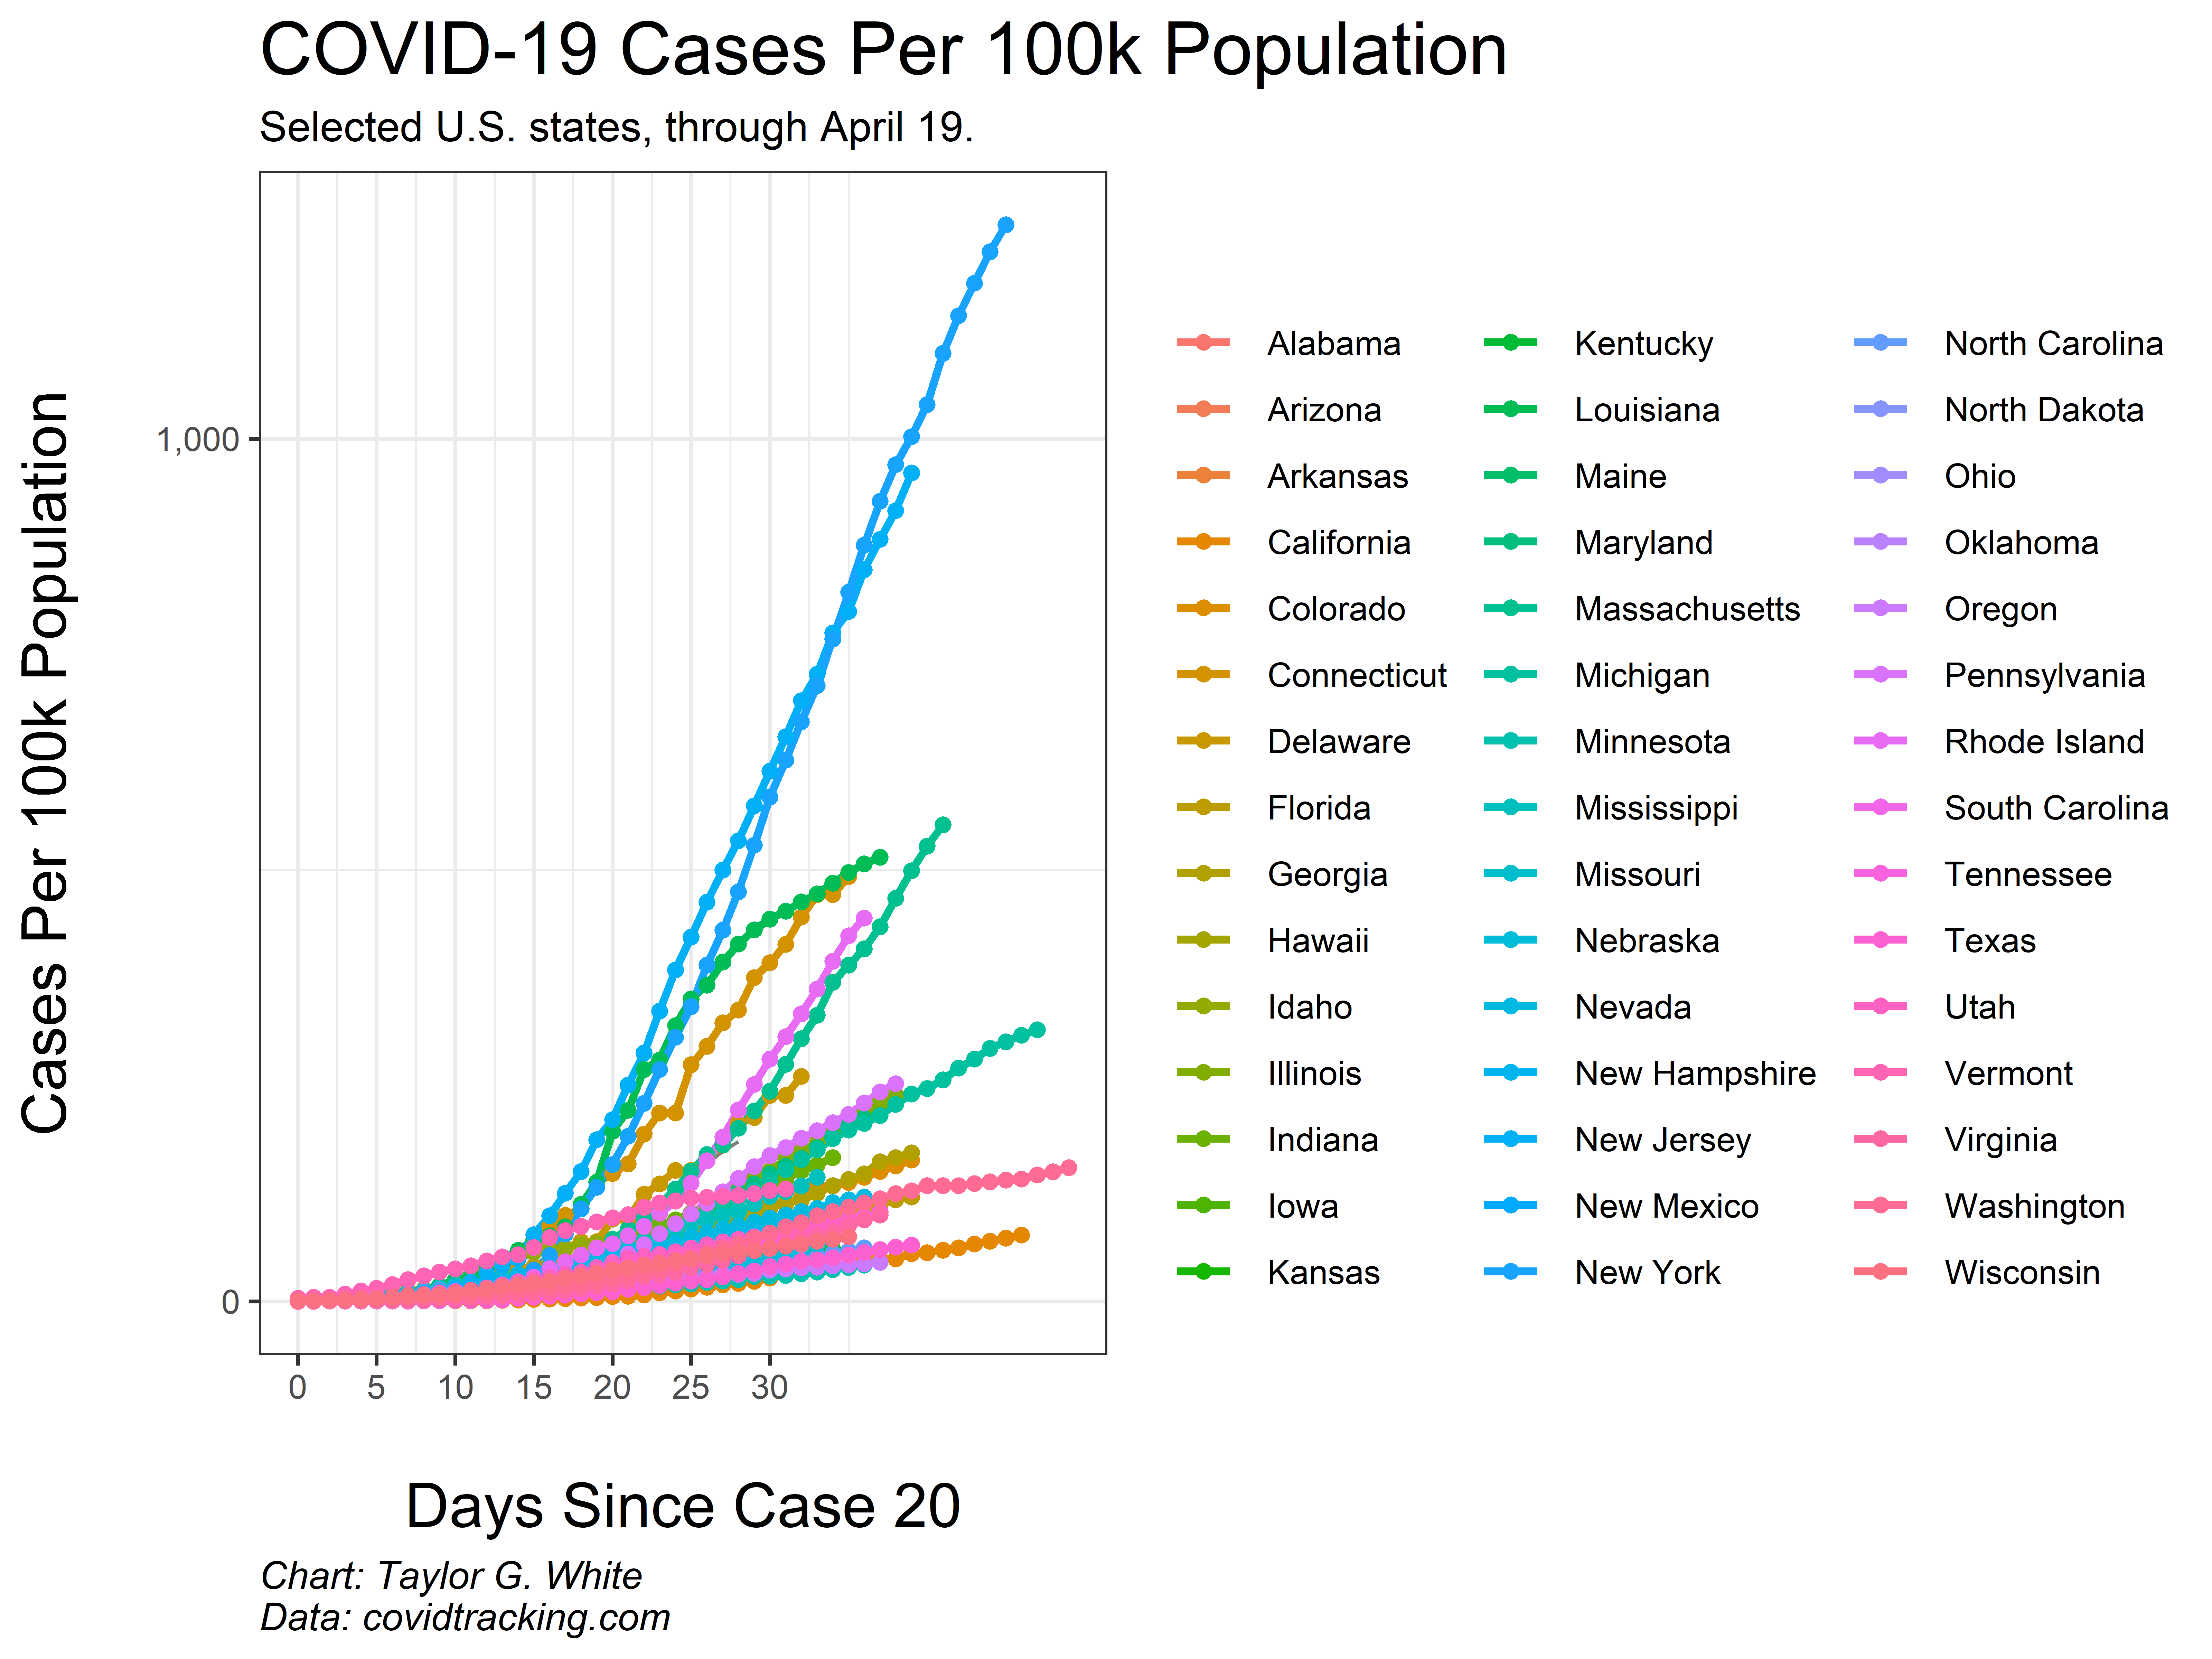 COVID-19 Cases Per 100k Population
Selected U.S. states, through April 19.
Cases Per 100k Population
1,000
0
0 5 10 15 20 25 30
Days Since Case 20
Chart: Taylor G. White
Data: covidtracking.com
Alabama
Arizona
Arkansas
California
Colorado
Connecticut
Delaware
Florida
Georgia
Hawaii
Idaho
Illinois
Indiana
Iowa
Kansas
Kentucky
Louisiana
Maine
Maryland
Massachusetts
Michigan
Minnesota
Mississippi
Missouri
Nebraska
Nevada
New Hampshire
New Jersey
New Mexico
New York
North Carolina
North Dakota
Ohio
Oklahoma
Oregon
Pennsylvania
Rhode Island
South Carolina
Tennessee
Texas
Utah
Vermont
Virginia
Washington
Wisconsin